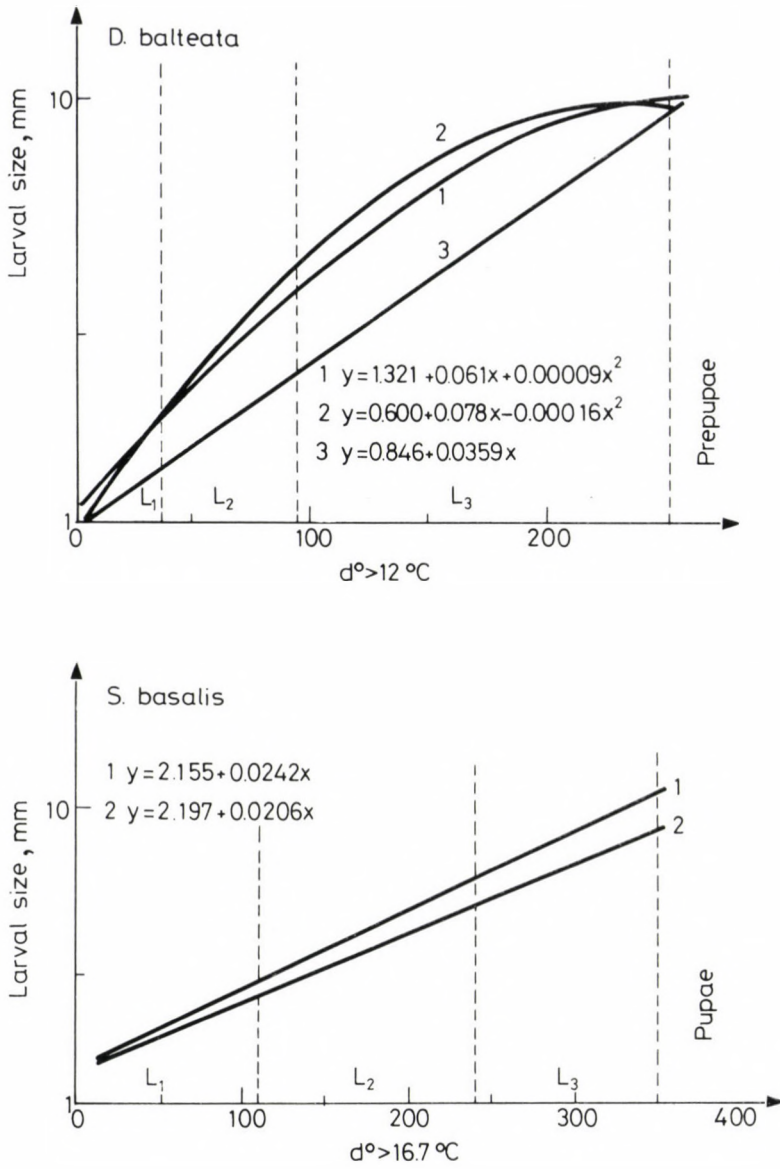 D. balteata
Larval size, mm
10
1
2
1
3
1 y=1.321+0.061x+0.00009x²
2 y=0.600+0.078x−0.00016x²
3 y=0.846+0.0359x
Prepupae
L₁ L₂ L₃
0 100 200
d°>12 °C
S. basalis
1 y=2.155+0.0242x
2 y=2.197+0.0206x
Larval size, mm
10
1
1
2
Pupae
L₁ L₂ L₃
0 100 200 300 400
d°>16.7 °C